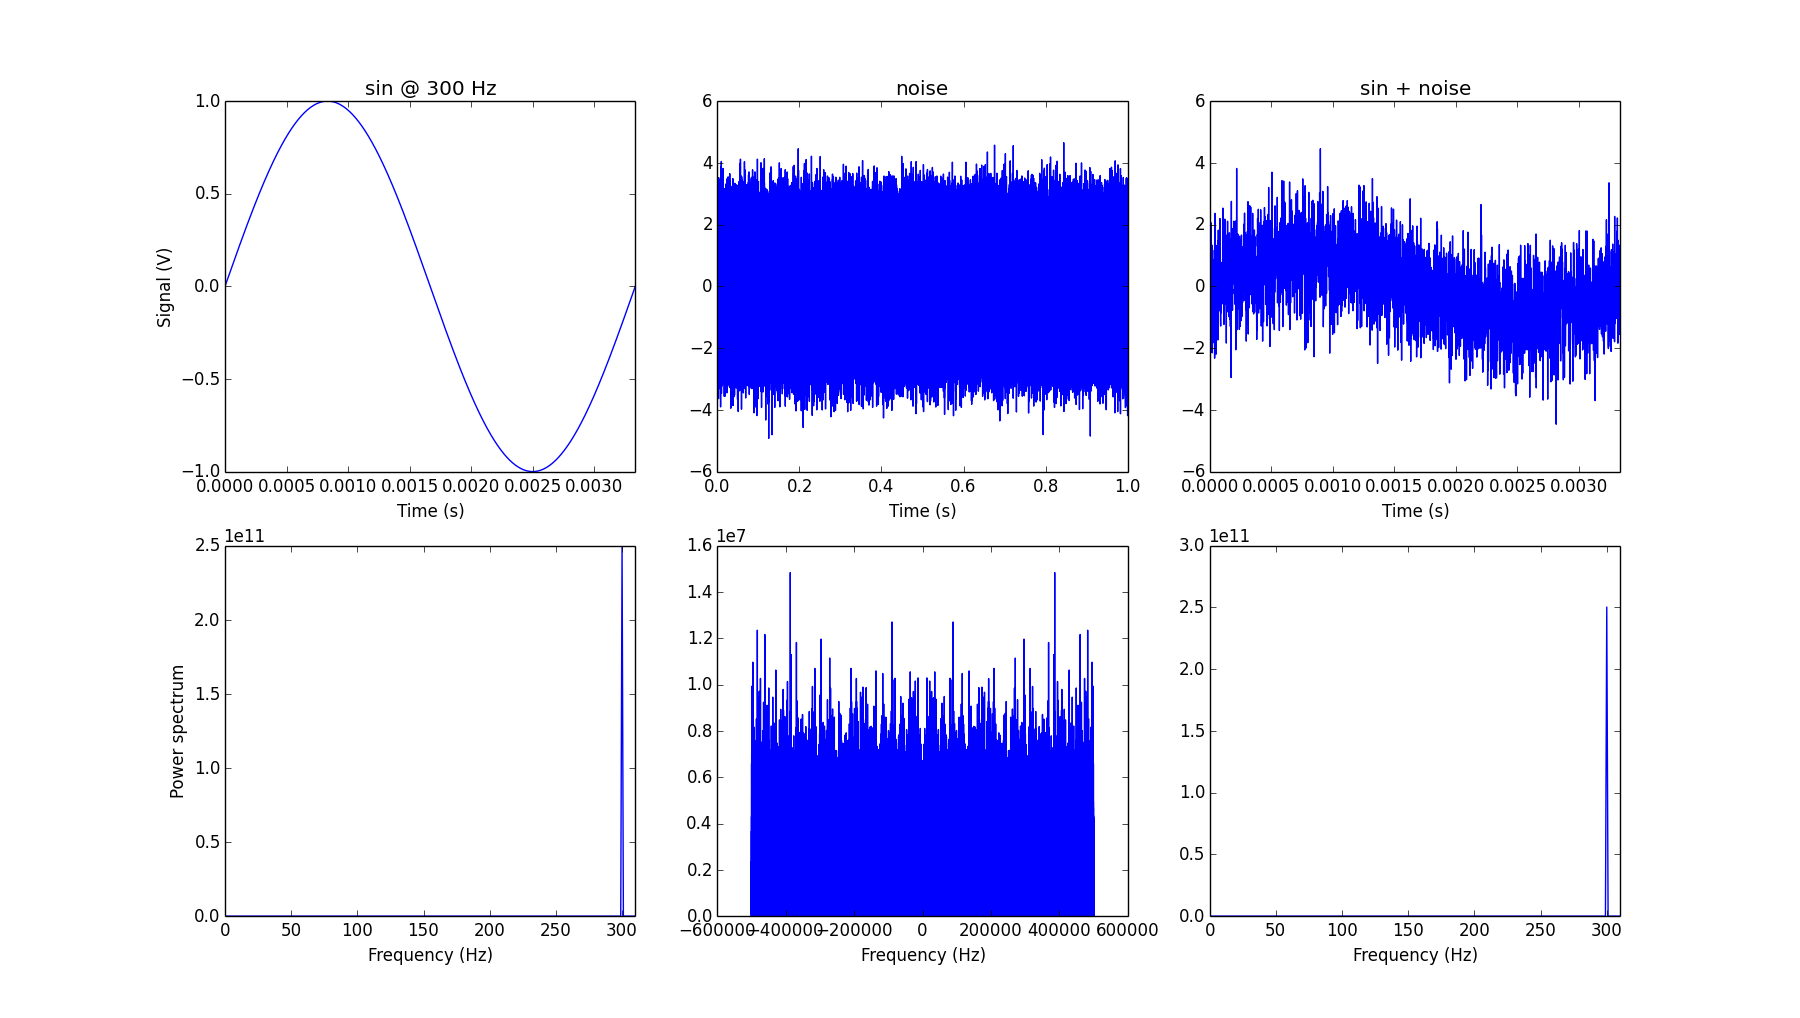 sin @ 300 Hz
noise
sin + noise
1.0
0.5
0.0
−0.5
−1.0
Signal (V)
0.0000 0.0005 0.0010 0.0015 0.0020 0.0025 0.0030
Time (s)
6
4
2
0
−2
−4
−6
0.0 0.2 0.4 0.6 0.8 1.0
Time (s)
6
4
2
0
−2
−4
−6
0.0000 0.0005 0.0010 0.0015 0.0020 0.0025 0.0030
Time (s)
1e11
2.5
2.0
1.5
1.0
0.5
0.0
Power spectrum
0 50 100 150 200 250 300
Frequency (Hz)
1e7
1.6
1.4
1.2
1.0
0.8
0.6
0.4
0.2
0.0
−600000 −400000 −200000 0 200000 400000 600000
Frequency (Hz)
1e11
3.0
2.5
2.0
1.5
1.0
0.5
0.0
0 50 100 150 200 250 300
Frequency (Hz)